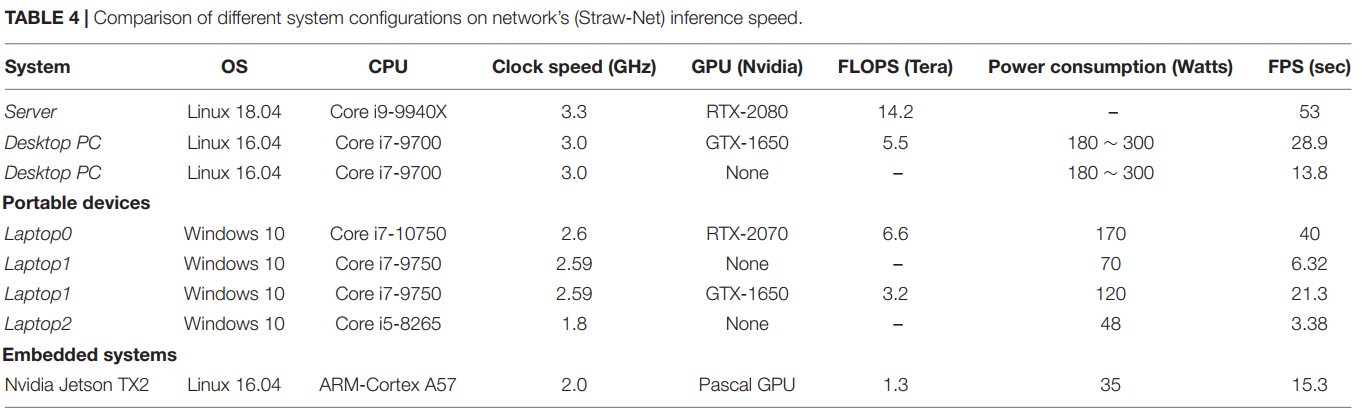 TABLE 4 | Comparison of different system configurations on network's (Straw-Net) inference speed.
System OS CPU Clock speed (GHz) GPU (Nvidia) FLOPS (Tera) Power consumption (Watts) FPS (sec)
Server Linux 18.04 Core i9-9940X 3.3 RTX-2080 14.2 – 53
Desktop PC Linux 16.04 Core i7-9700 3.0 GTX-1650 5.5 180 ∼ 300 28.9
Desktop PC Linux 16.04 Core i7-9700 3.0 None – 180 ∼ 300 13.8
Portable devices
Laptop0 Windows 10 Core i7-10750 2.6 RTX-2070 6.6 170 40
Laptop1 Windows 10 Core i7-9750 2.59 None – 70 6.32
Laptop1 Windows 10 Core i7-9750 2.59 GTX-1650 3.2 120 21.3
Laptop2 Windows 10 Core i5-8265 1.8 None – 48 3.38
Embedded systems
Nvidia Jetson TX2 Linux 16.04 ARM-Cortex A57 2.0 Pascal GPU 1.3 35 15.3